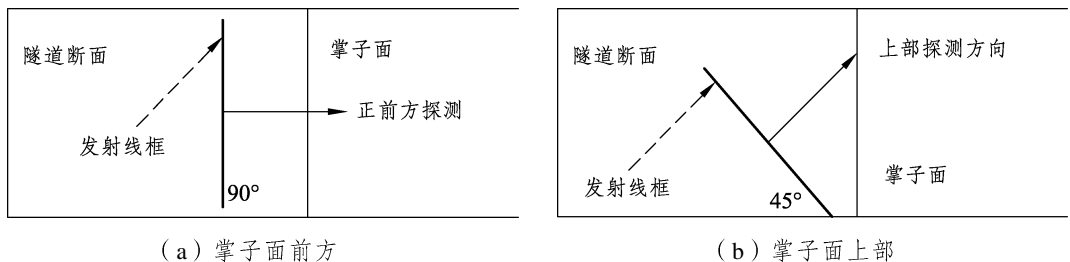 隧道断面
掌子面
正前方探测
发射线框
90°
(a)掌子面前方
隧道断面
上部探测方向
发射线框
45°
掌子面
(b)掌子面上部